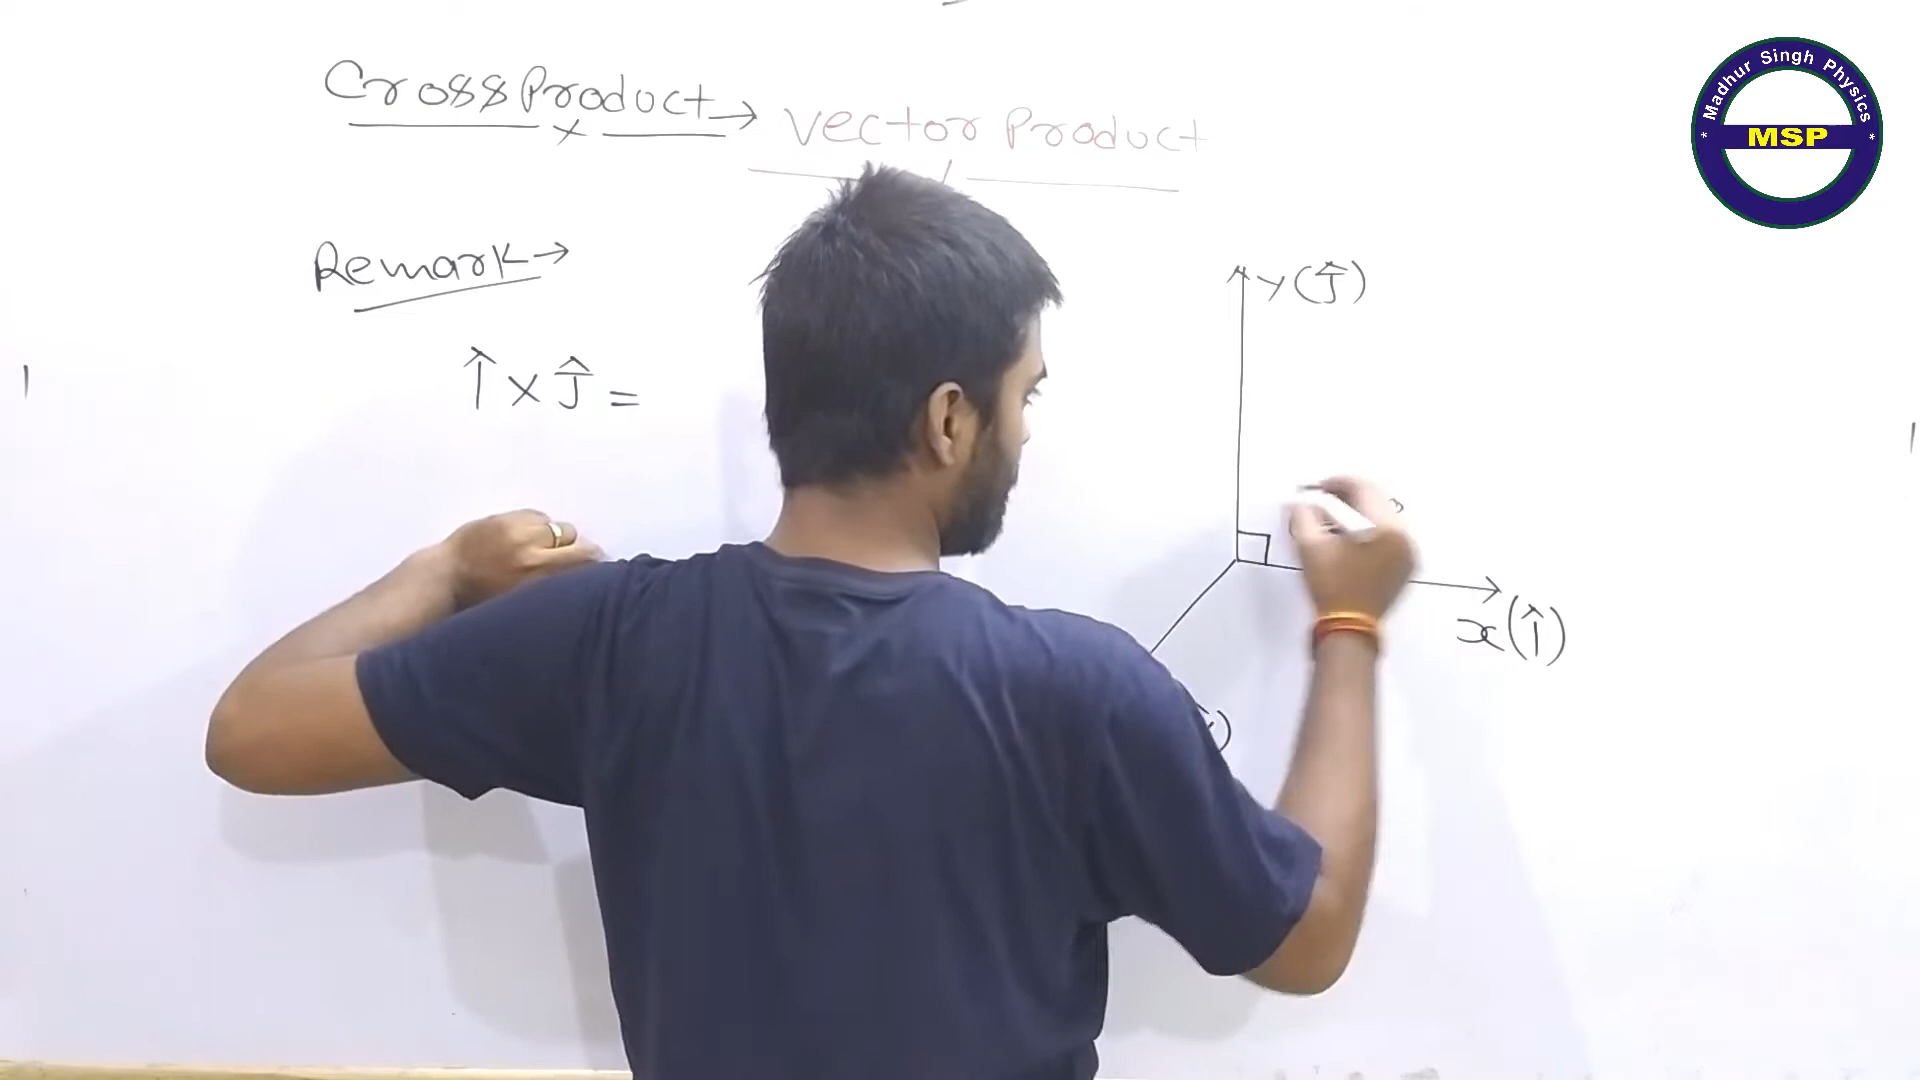 Cross Product → Vector Product
Remark →
î × ĵ =
Y (ĵ)
x (î)
* Madhur Singh Physics *
MSP